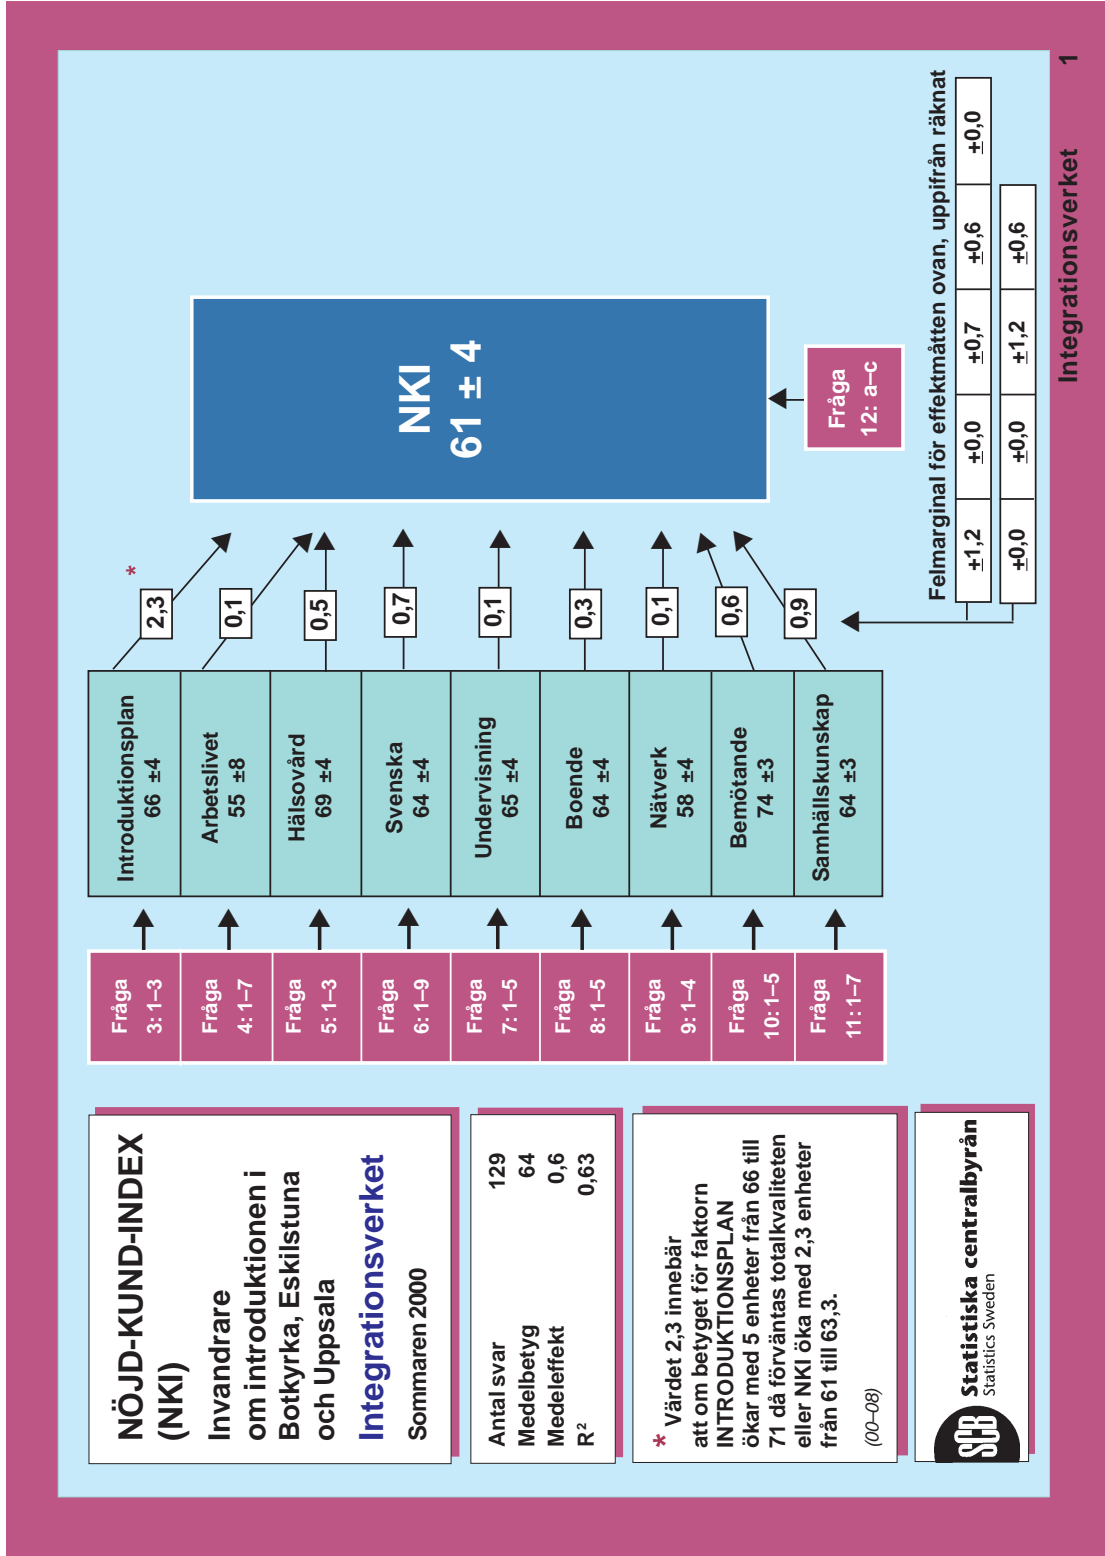 NÖJD-KUND-INDEX
(NKI)
Invandrare
om introduktionen i
Botkyrka, Eskilstuna
och Uppsala
Integrationsverket
Sommaren 2000
Antal svar 129
Medelbetyg 64
Medeleffekt 0,6
R² 0,63
* Värdet 2,3 innebär
att om betyget för faktorn
INTRODUKTIONSPLAN
ökar med 5 enheter från 66 till
71 då förväntas totalkvaliteten
eller NKI öka med 2,3 enheter
från 61 till 63,3.
(00–08)
SCB
Statistiska centralbyrån
Statistics Sweden
Fråga
3: 1–3
Fråga
4: 1–7
Fråga
5: 1–3
Fråga
6: 1–9
Fråga
7: 1–5
Fråga
8: 1–5
Fråga
9: 1–4
Fråga
10: 1–5
Fråga
11: 1–7
Introduktionsplan
66 ±4
Arbetslivet
55 ±8
Hälsovård
69 ±4
Svenska
64 ±4
Undervisning
65 ±4
Boende
64 ±4
Nätverk
58 ±4
Bemötande
74 ±3
Samhällskunskap
64 ±3
2,3 *
0,1
0,5
0,7
0,1
0,3
0,1
0,6
0,9
NKI
61 ± 4
Fråga
12: a–c
Felmarginal för effektmåtten ovan, uppifrån räknat
±1,2 ±0,0 ±0,7 ±0,6 ±0,0
±0,0 ±0,0 ±1,2 ±0,6
Integrationsverket 1